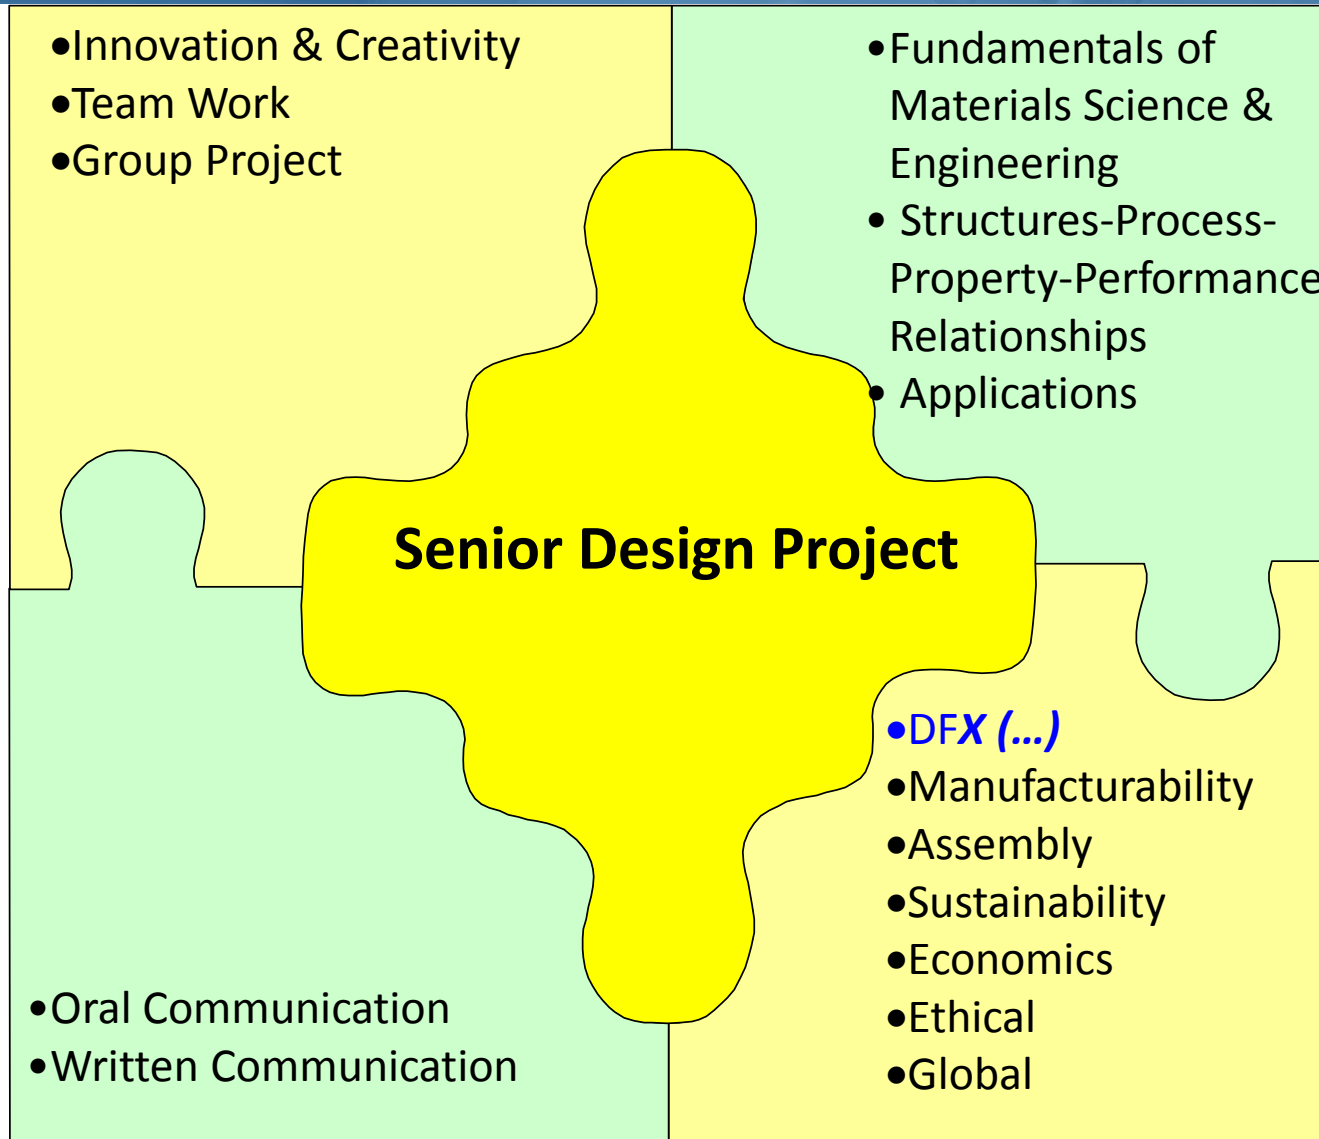 •Innovation & Creativity
•Team Work
•Group Project
•Fundamentals of
Materials Science &
Engineering
• Structures-Process-
Property-Performance
Relationships
• Applications
Senior Design Project
•DFX (...)
•Manufacturability
•Assembly
•Sustainability
•Economics
•Ethical
•Global
•Oral Communication
•Written Communication